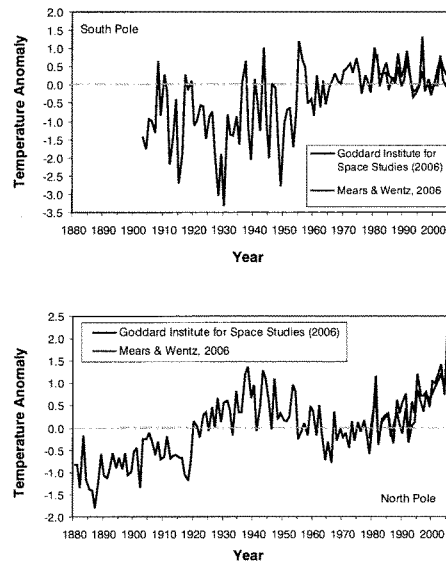 South Pole
Temperature Anomaly
2.0
1.5
1.0
0.5
0.0
-0.5
-1.0
-1.5
-2.0
-2.5
-3.0
-3.5
Goddard Institute for
Space Studies (2006)
Mears & Wentz, 2006
1880 1890 1900 1910 1920 1930 1940 1950 1960 1970 1980 1990 2000
Year
2.5
2.0
1.5
1.0
0.5
0.0
-0.5
-1.0
-1.5
-2.0
Temperature Anomaly
Goddard Institute for Space Studies (2006)
Mears & Wentz, 2006
North Pole
1880 1890 1900 1910 1920 1930 1940 1950 1960 1970 1980 1990 2000
Year